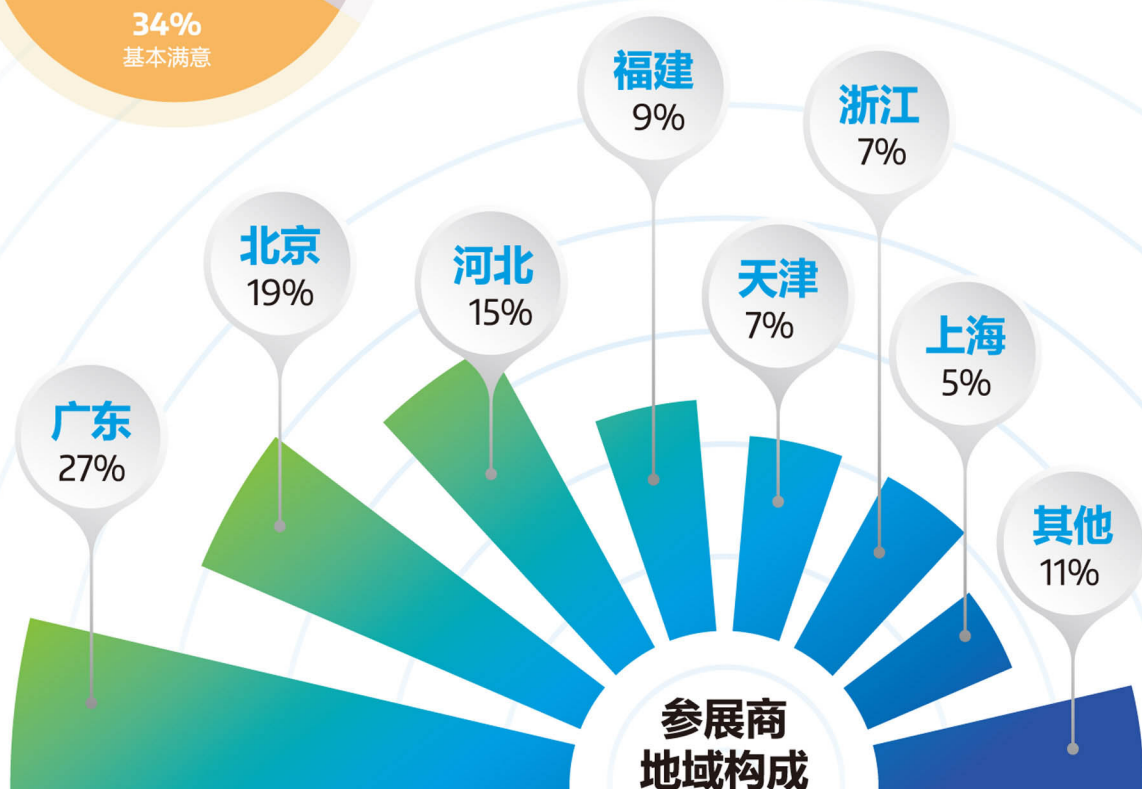 34%
基本满意
福建
9%
浙江
7%
北京
19%
河北
15%
天津
7%
上海
5%
广东
27%
其他
11%
参展商
地域构成